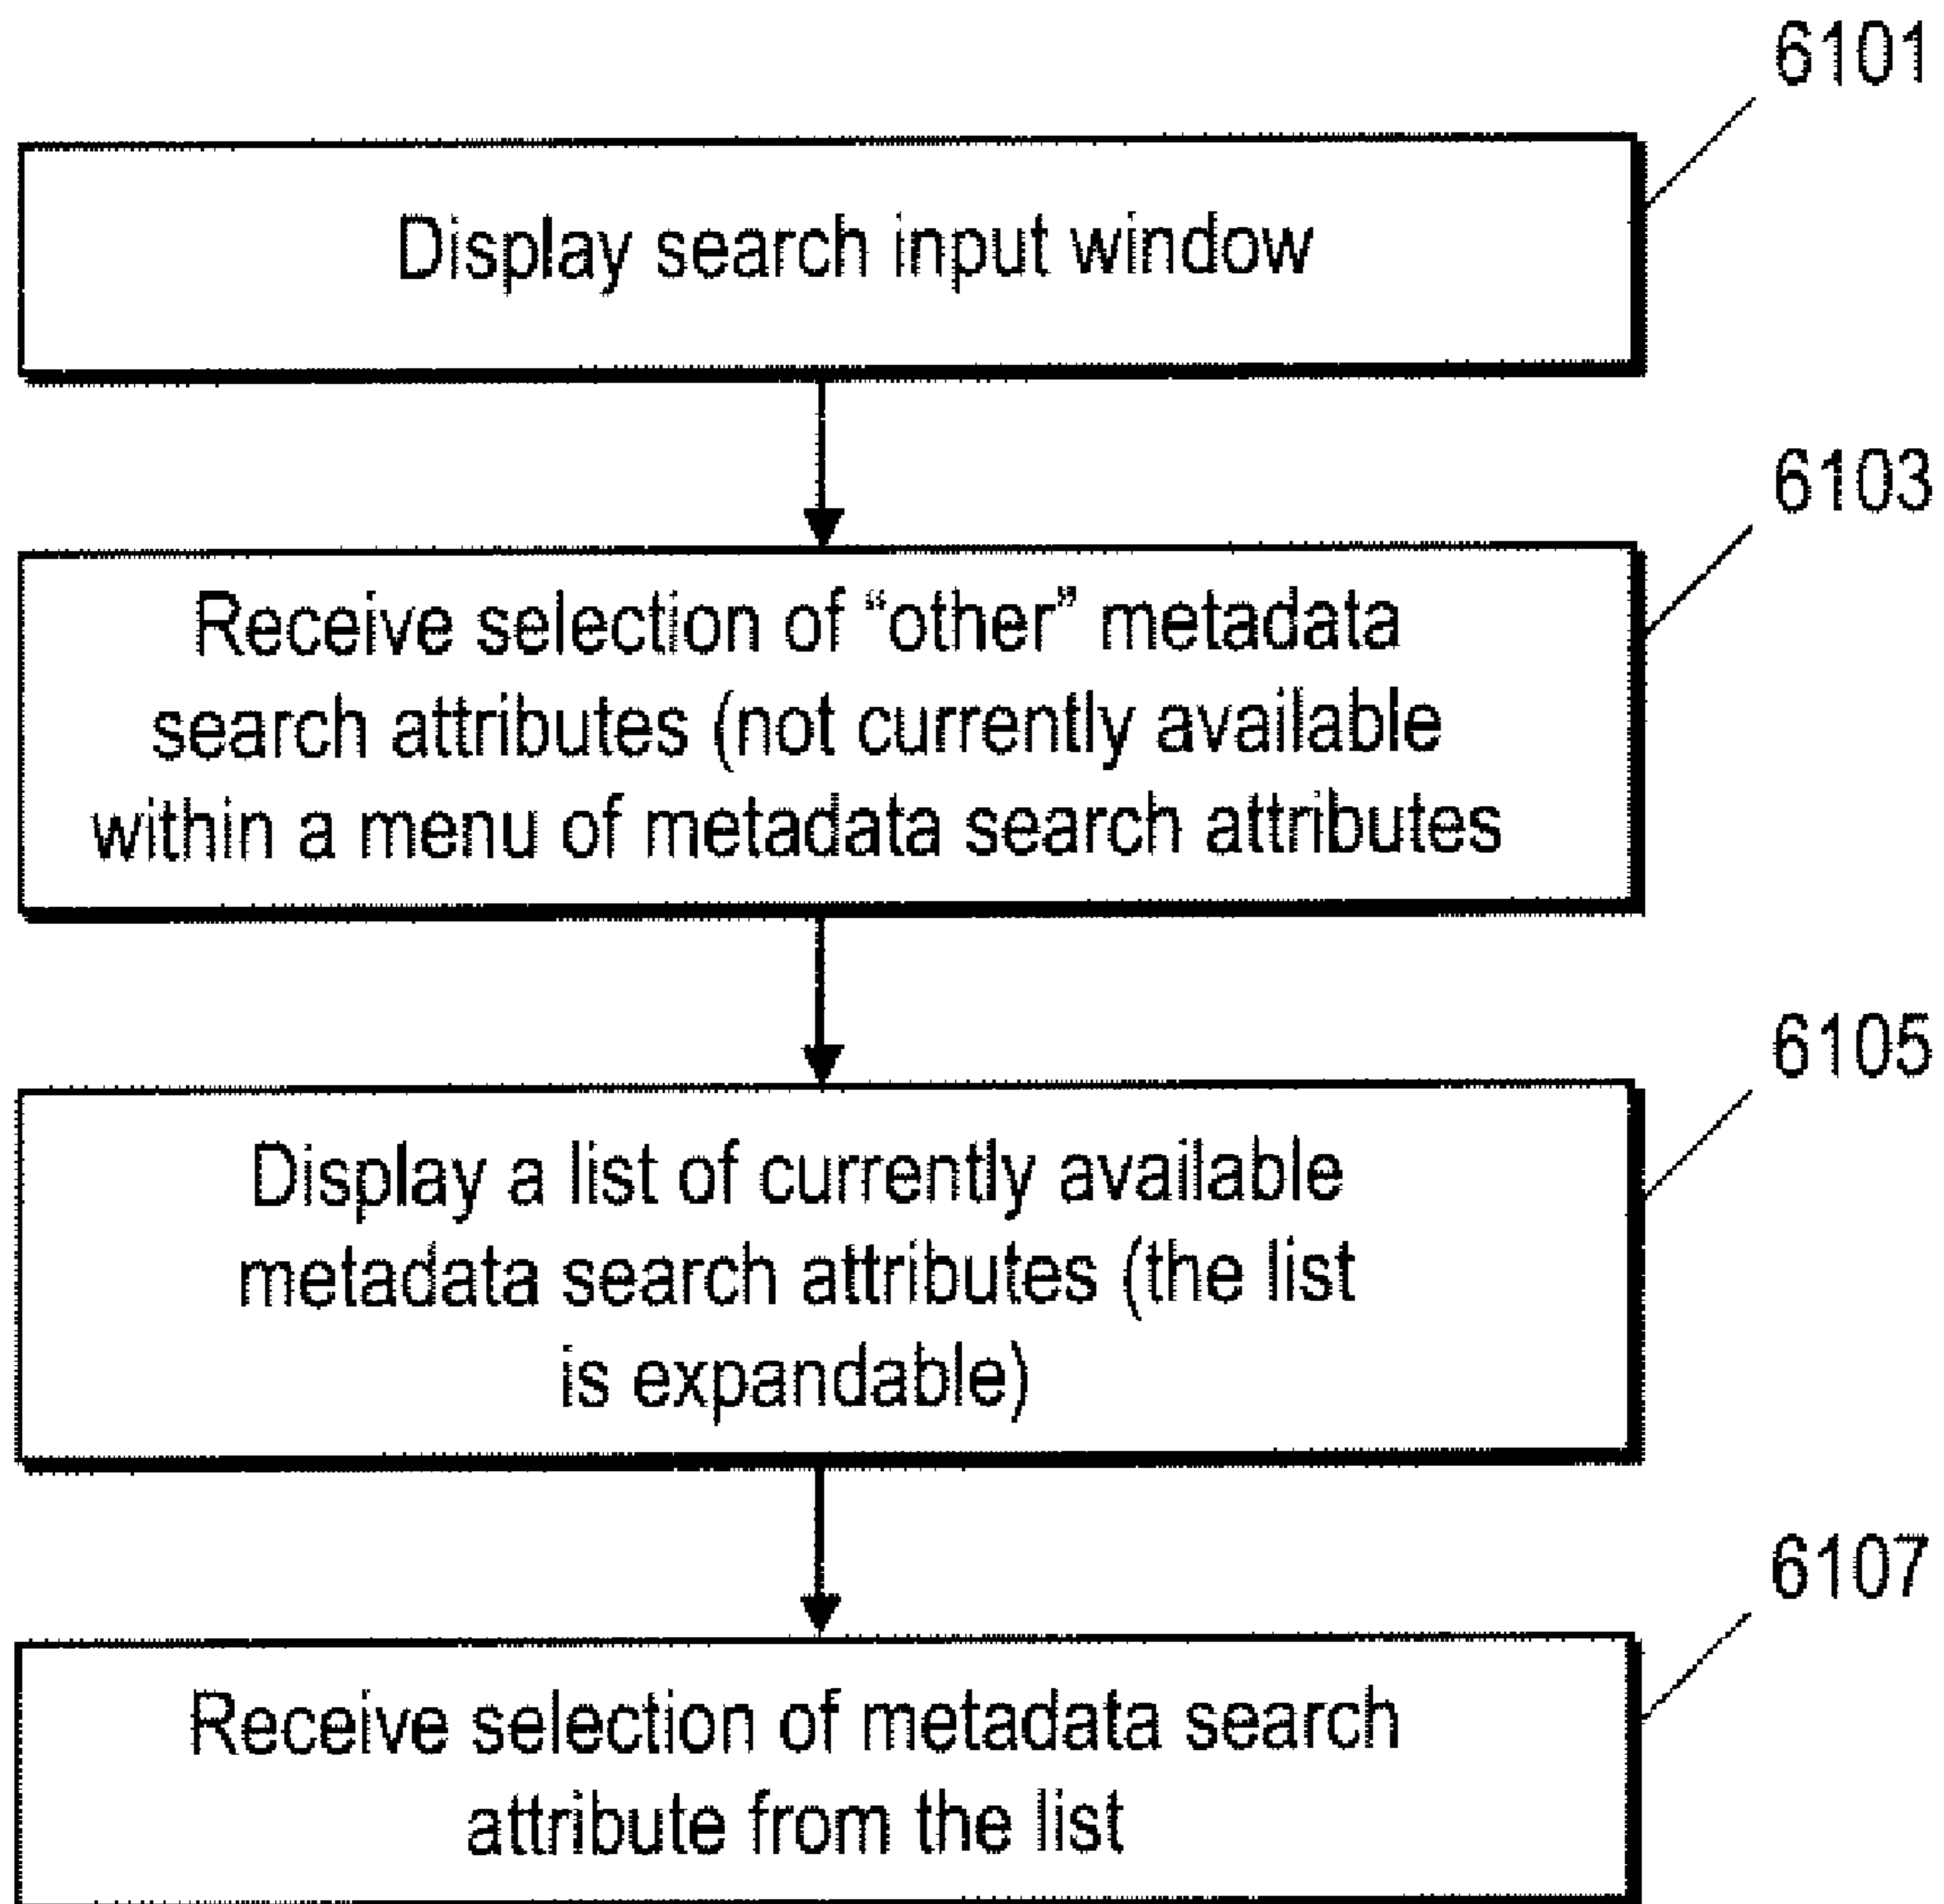 6101
Display search input window
6103
Receive selection of “other” metadata
search attributes (not currently available
within a menu of metadata search attributes
6105
Display a list of currently available
metadata search attributes (the list
is expandable)
6107
Receive selection of metadata search
attribute from the list